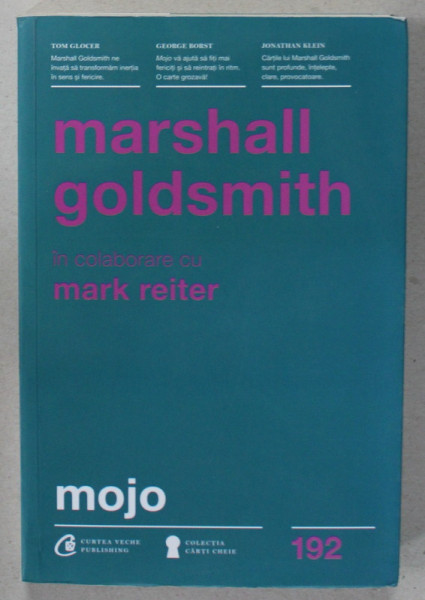 TOM GLOCER
Marshall Goldsmith ne
învață să transformăm inerția
în sens și fericire.
GEORGE BORST
Mojo vă ajută să fiți mai
fericiți și să reintrați în ritm.
O carte grozavă!
JONATHAN KLEIN
Cărțile lui Marshall Goldsmith
sunt profunde, înțelepte,
clare, provocatoare.
marshall
goldsmith
în colaborare cu
mark reiter
mojo
CURTEA VECHE
PUBLISHING
COLECȚIA
CĂRȚI CHEIE
192